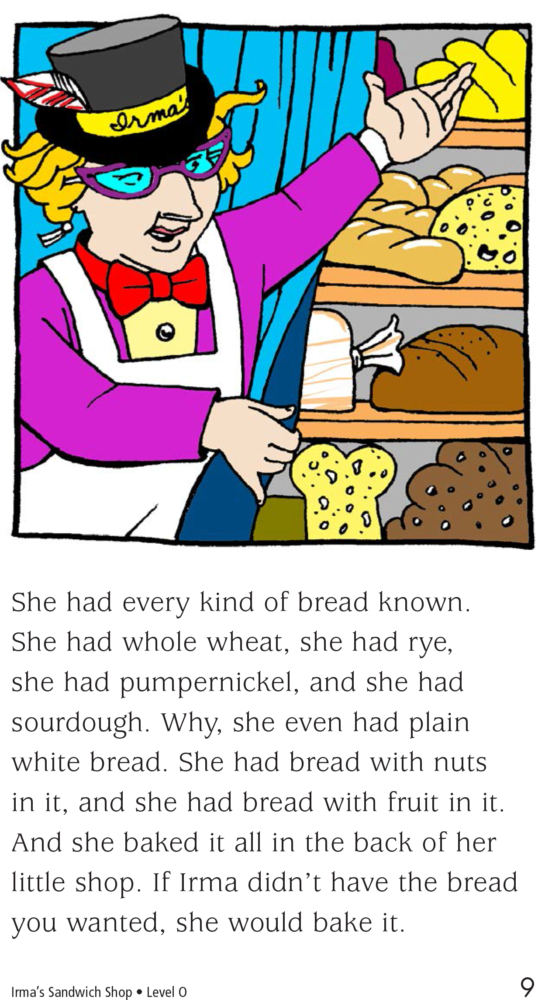 Irma's
She had every kind of bread known.
She had whole wheat, she had rye,
she had pumpernickel, and she had
sourdough. Why, she even had plain
white bread. She had bread with nuts
in it, and she had bread with fruit in it.
And she baked it all in the back of her
little shop. If Irma didn’t have the bread
you wanted, she would bake it.
Irma’s Sandwich Shop • Level O
9